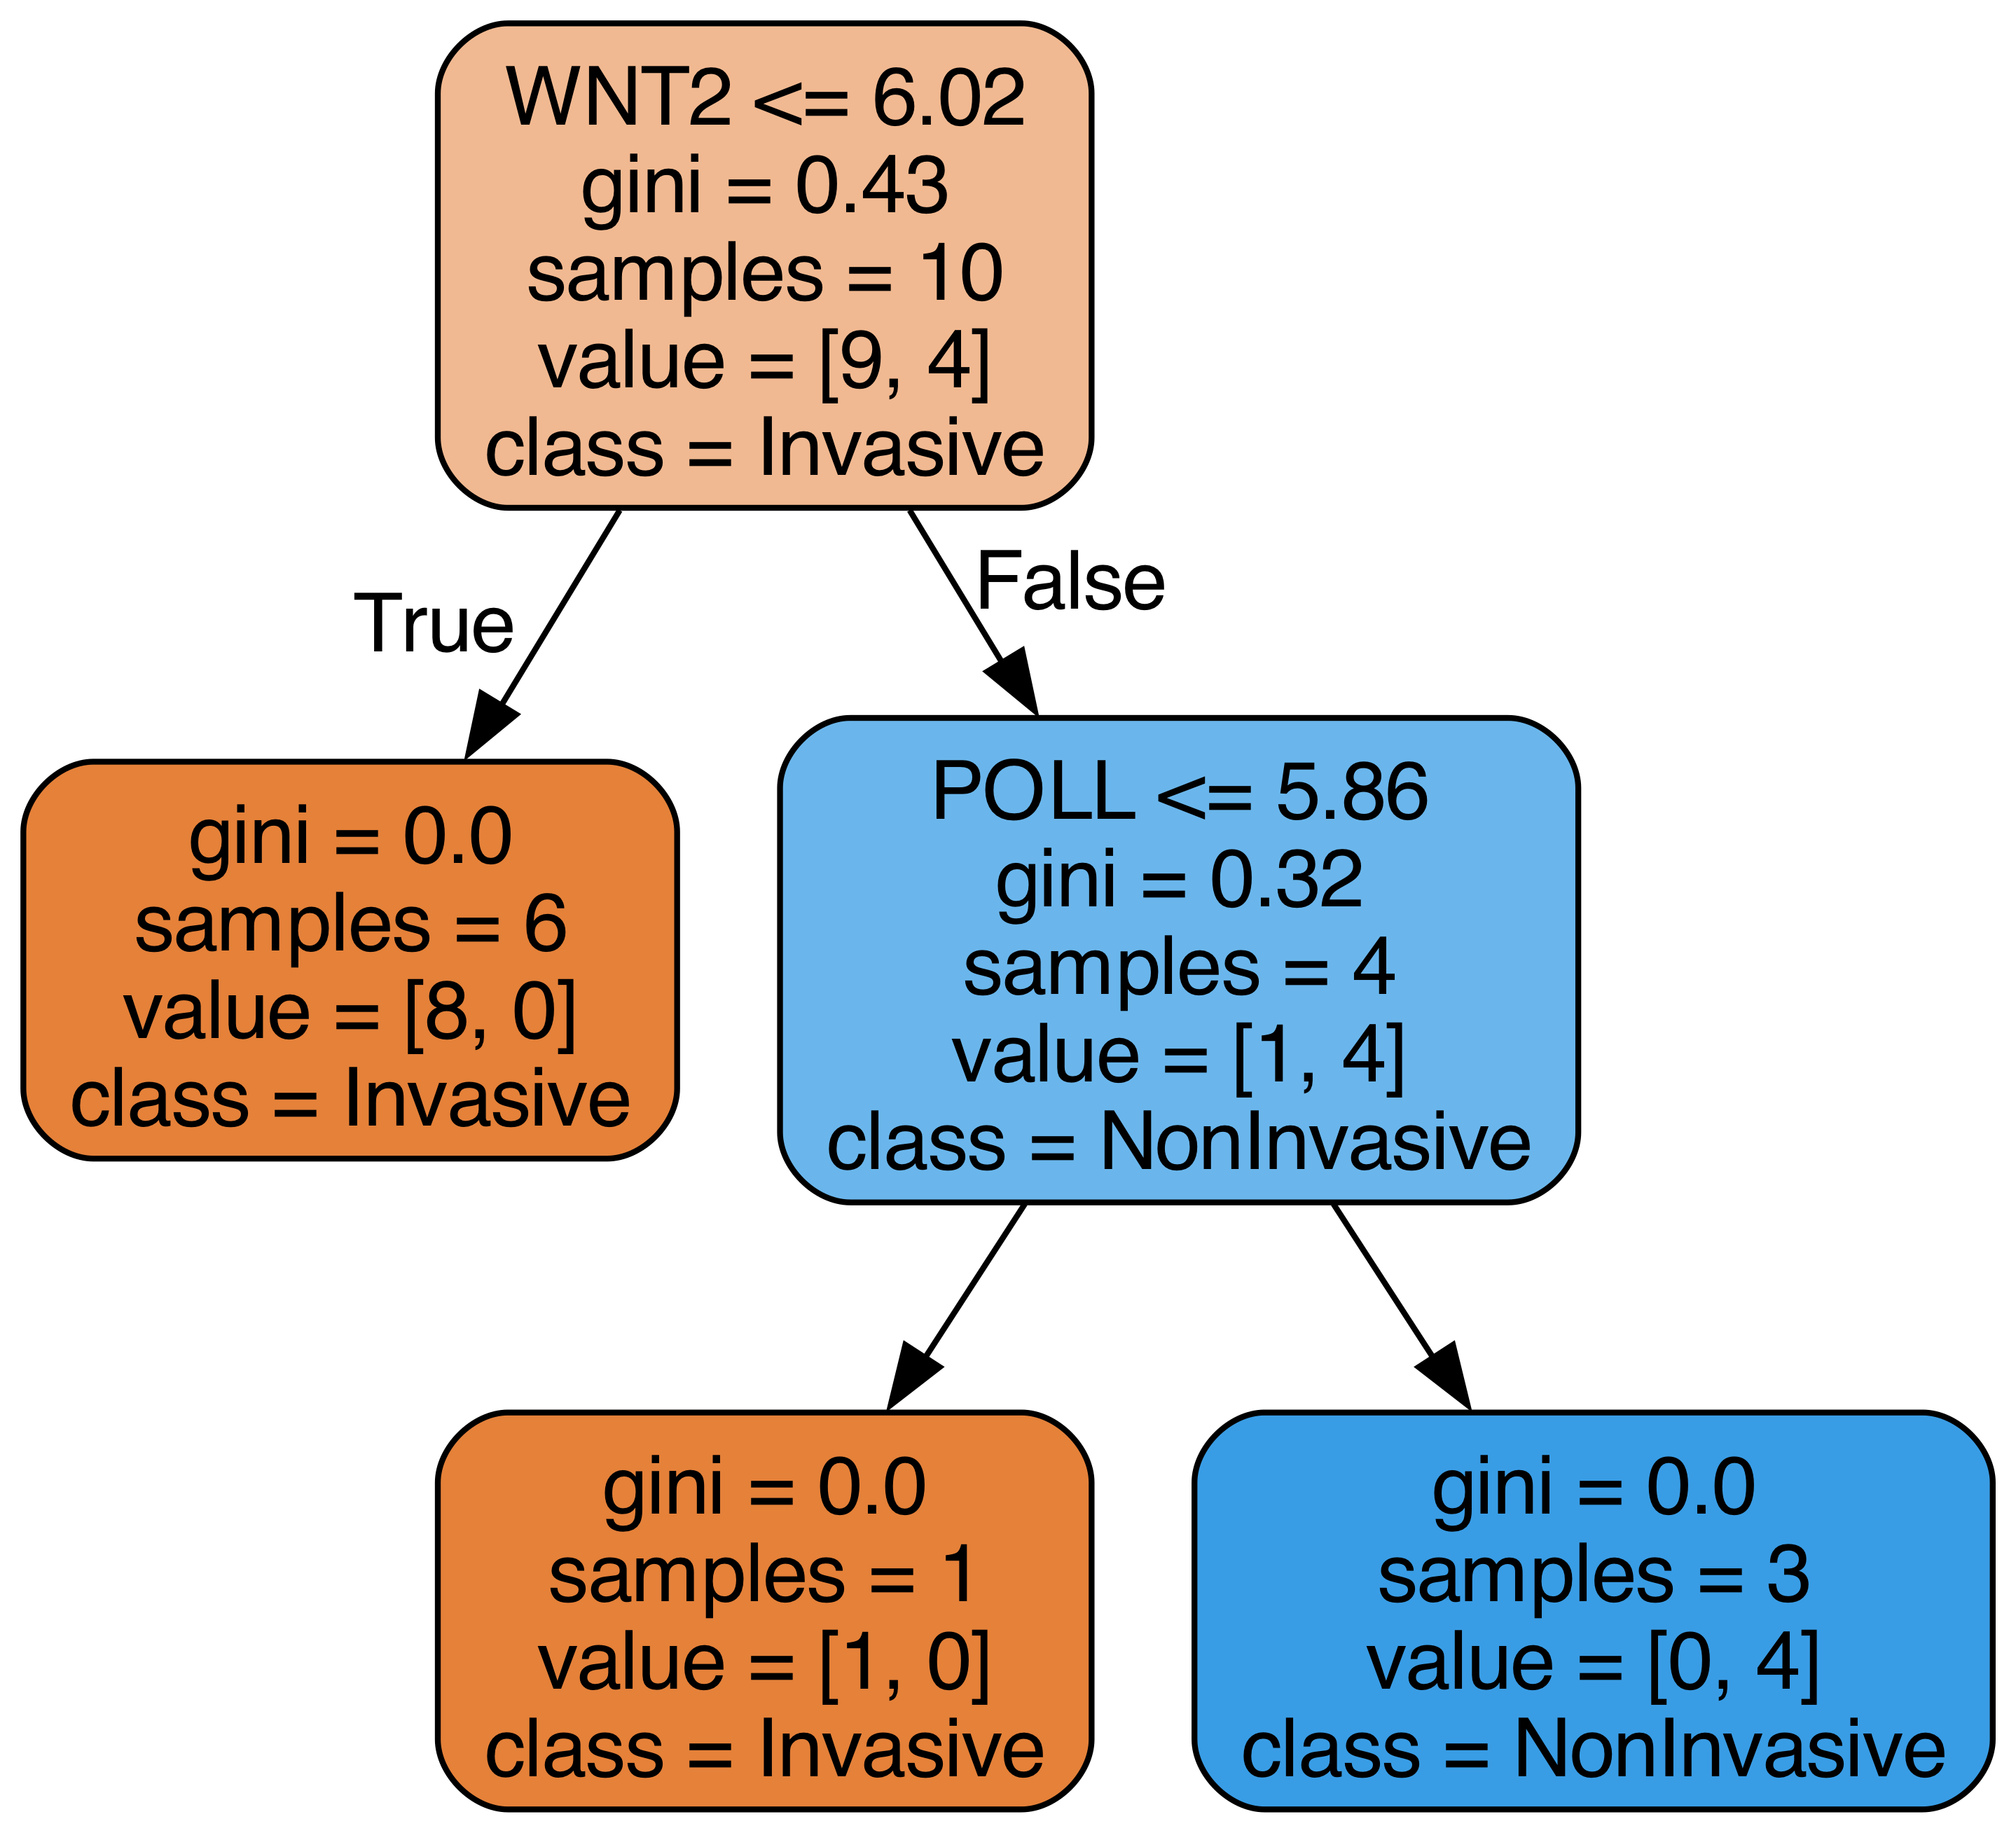 WNT2 <= 6.02
gini = 0.43
samples = 10
value = [9, 4]
class = Invasive
True
False
gini = 0.0
samples = 6
value = [8, 0]
class = Invasive
POLL <= 5.86
gini = 0.32
samples = 4
value = [1, 4]
class = NonInvasive
gini = 0.0
samples = 1
value = [1, 0]
class = Invasive
gini = 0.0
samples = 3
value = [0, 4]
class = NonInvasive